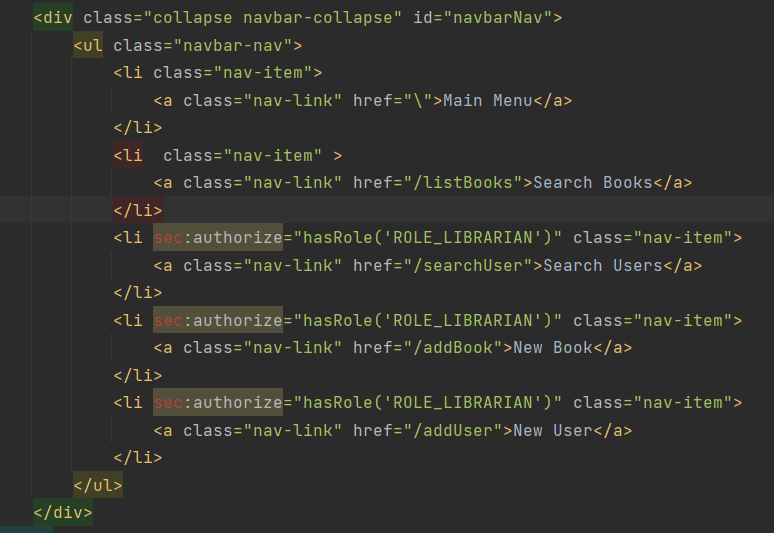 <div class="collapse navbar-collapse" id="navbarNav">
<ul class="navbar-nav">
<li class="nav-item">
<a class="nav-link" href="\">Main Menu</a>
</li>
<li  class="nav-item" >
<a class="nav-link" href="/listBooks">Search Books</a>
</li>
<li sec:authorize="hasRole('ROLE_LIBRARIAN')" class="nav-item">
<a class="nav-link" href="/searchUser">Search Users</a>
</li>
<li sec:authorize="hasRole('ROLE_LIBRARIAN')" class="nav-item">
<a class="nav-link" href="/addBook">New Book</a>
</li>
<li sec:authorize="hasRole('ROLE_LIBRARIAN')" class="nav-item">
<a class="nav-link" href="/addUser">New User</a>
</li>
</ul>
</div>